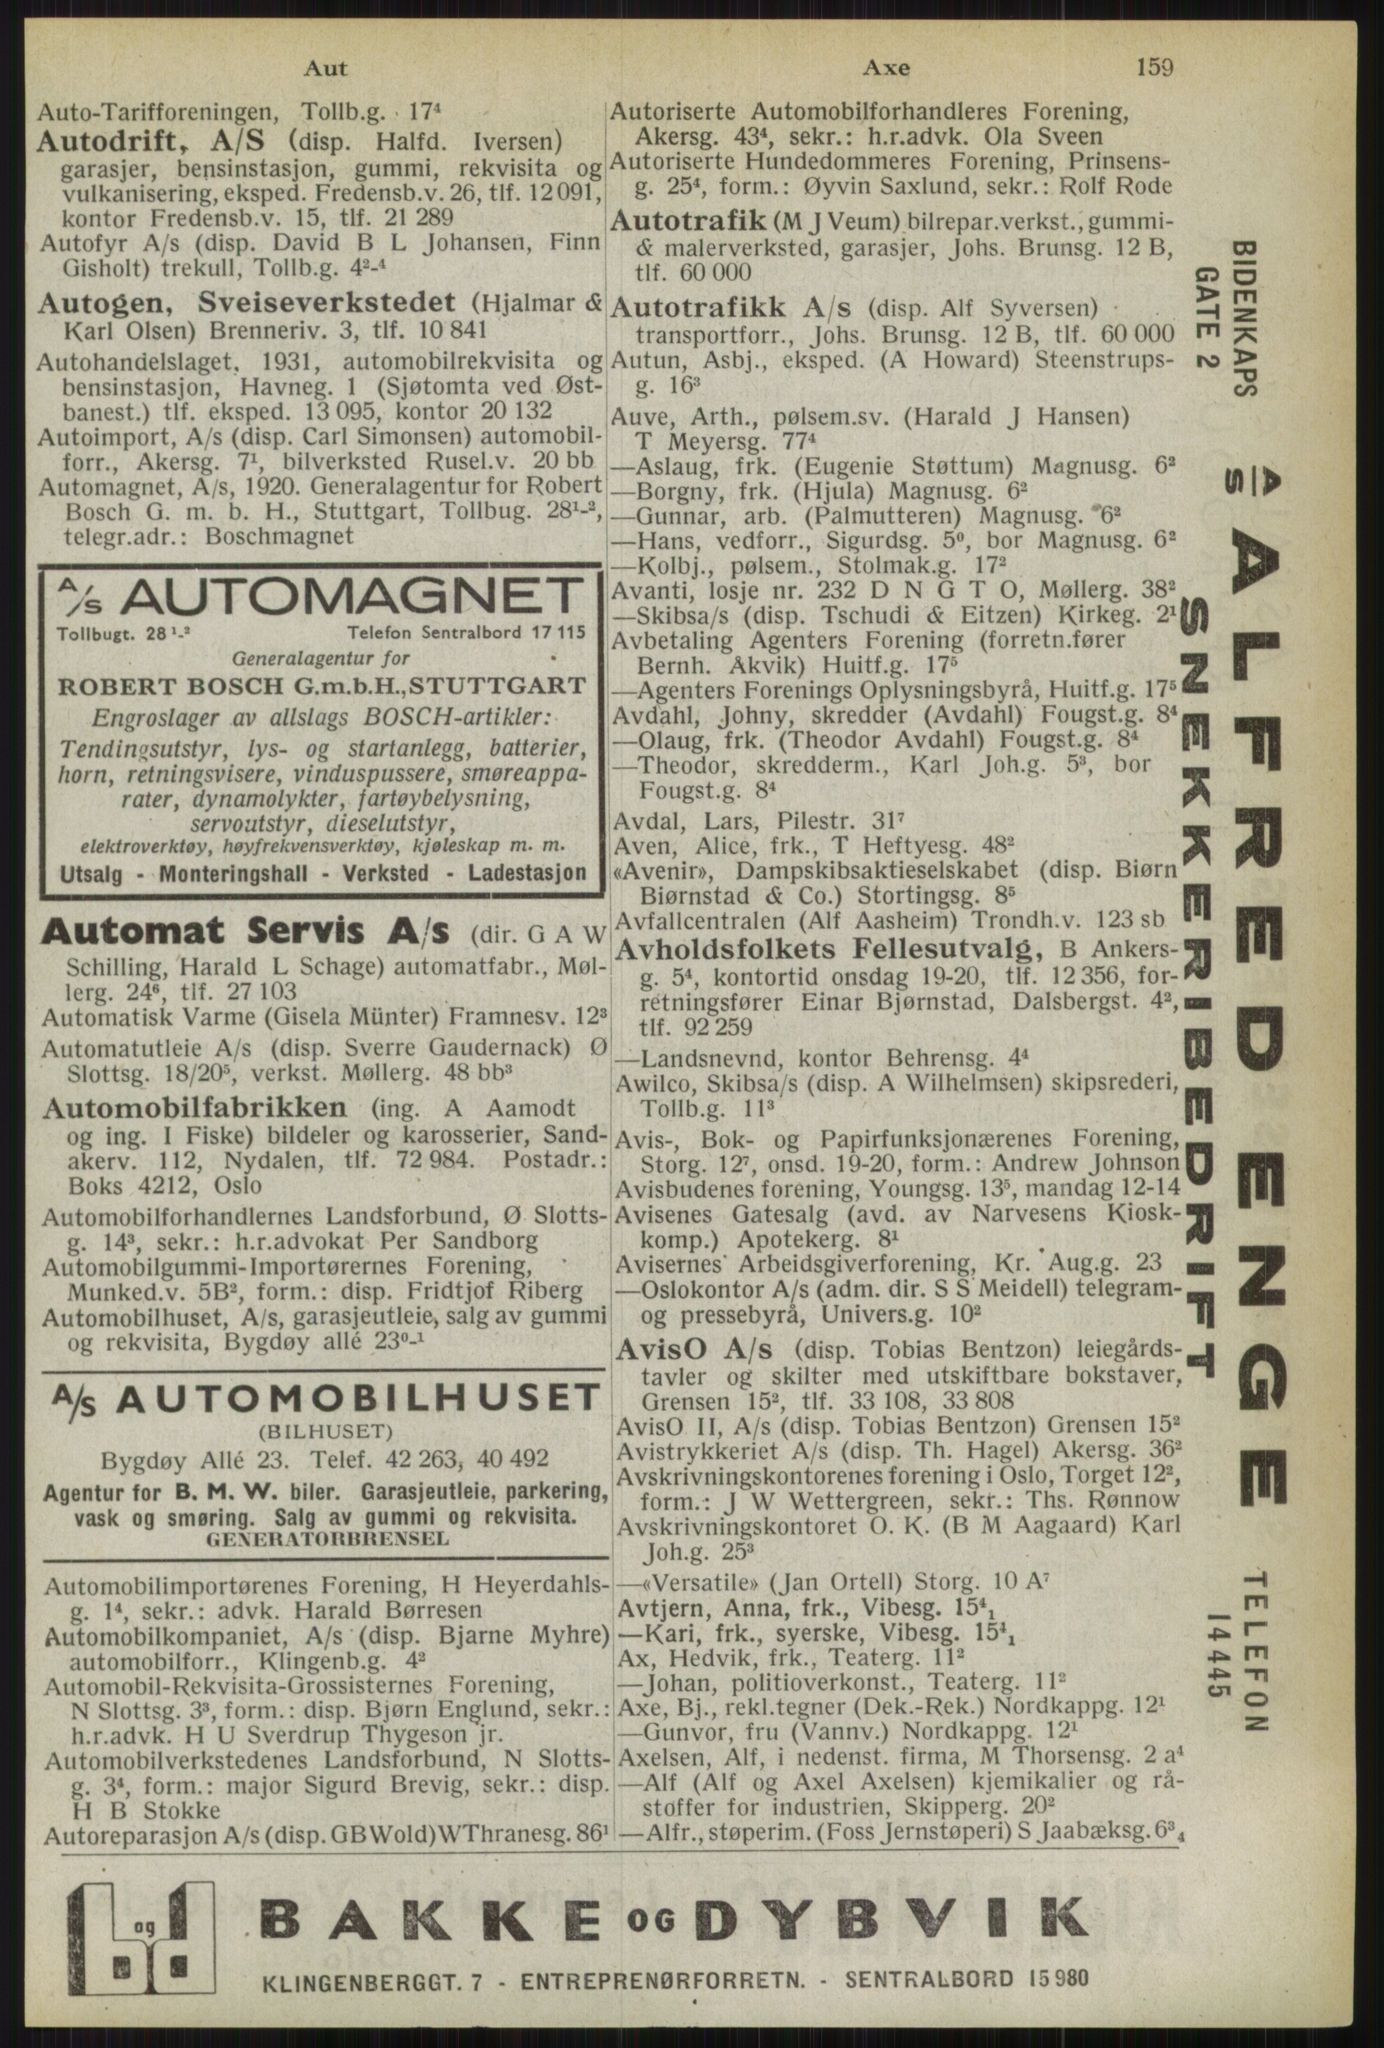 Aut
Axe
159
Auto-Tarifforeningen, Tollb.g. 17⁴
Autodrift, A/S (disp. Halfd. Iversen)
garasjer, bensinstasjon, gummi, rekvisita og
vulkanisering, eksped. Fredensb.v. 26, tlf. 12 091,
kontor Fredensb.v. 15, tlf. 21 289
Autofyr A/s (disp. David B L Johansen, Finn
Gisholt) trekull, Tollb.g. 4²-⁴
Autogen, Sveiseverkstedet (Hjalmar &
Karl Olsen) Brenneriv. 3, tlf. 10 841
Autohandelslaget, 1931, automobilrekvisita og
bensinstasjon, Havneg. 1 (Sjøtomta ved Øst-
banest.) tlf. eksped. 13 095, kontor 20 132
Autoimport, A/s (disp. Carl Simonsen) automobil-
forr., Akersg. 7¹, bilverksted Rusel.v. 20 bb
Automagnet, A/s, 1920. Generalagentur for Robert
Bosch G. m. b. H., Stuttgart, Tollbug. 28¹-²,
telegr.adr.: Boschmagnet
A/s AUTOMAGNET
Tollbugt. 28 ¹-² Telefon Sentralbord 17 115
Generalagentur for
ROBERT BOSCH G.m.b.H., STUTTGART
Engroslager av allslags BOSCH-artikler:
Tendingsutstyr, lys- og startanlegg, batterier,
horn, retningsvisere, vinduspussere, smøreappa-
rater, dynamolykter, fartøybelysning,
servoutstyr, dieselutstyr,
elektroverktøy, høyfrekvensverktøy, kjøleskap m. m.
Utsalg - Monteringshall - Verksted - Ladestasjon
Automat Servis A/s (dir. G A W
Schilling, Harald L Schage) automatfabr., Møl-
lerg. 24⁶, tlf. 27 103
Automatisk Varme (Gisela Münter) Framnesv. 12³
Automatutleie A/s (disp. Sverre Gaudernack) Ø
Slottsg. 18/20⁵, verkst. Møllerg. 48 bb³
Automobilfabrikken (ing. A Aamodt
og ing. I Fiske) bildeler og karosserier, Sand-
akerv. 112, Nydalen, tlf. 72 984. Postadr.:
Boks 4212, Oslo
Automobilforhandlernes Landsforbund, Ø Slotts-
g. 14³, sekr.: h.r.advokat Per Sandborg
Automobilgummi-Importørernes Forening,
Munked.v. 5B², form.: disp. Fridtjof Riberg
Automobilhuset, A/s, garasjeutleie, salg av gummi
og rekvisita, Bygdøy allé 23⁰-¹
A/s AUTOMOBILHUSET
(BILHUSET)
Bygdøy Allé 23. Telef. 42 263, 40 492
Agentur for B. M. W. biler. Garasjeutleie, parkering,
vask og smøring. Salg av gummi og rekvisita.
GENERATORBRENSEL
Automobilimportørenes Forening, H Heyerdahls-
g. 1⁴, sekr.: advk. Harald Børresen
Automobilkompaniet, A/s (disp. Bjarne Myhre)
automobilforr., Klingenb.g. 4²
Automobil-Rekvisita-Grossisternes Forening,
N Slottsg. 3³, form.: disp. Bjørn Englund, sekr.:
h.r.advk. H U Sverdrup Thygeson jr.
Automobilverkstedenes Landsforbund, N Slotts-
g. 3⁴, form.: major Sigurd Brevig, sekr.: disp.
H B Stokke
Autoreparasjon A/s (disp. GB Wold) W Thranesg. 86¹
Autoriserte Automobilforhandleres Forening,
Akersg. 43⁴, sekr.: h.r.advk. Ola Sveen
Autoriserte Hundedommeres Forening, Prinsens-
g. 25⁴, form.: Øyvin Saxlund, sekr.: Rolf Rode
Autotrafik (M J Veum) bilrepar.verkst., gummi-
& malerverksted, garasjer, Johs. Brunsg. 12 B,
tlf. 60 000
Autotrafikk A/s (disp. Alf Syversen)
transportforr., Johs. Brunsg. 12 B, tlf. 60 000
Autun, Asbj., eksped. (A Howard) Steenstrups-
g. 16³
Auve, Arth., pølsem.sv. (Harald J Hansen)
T Meyersg. 77⁴
—Aslaug, frk. (Eugenie Støttum) Magnusg. 6²
—Borgny, frk. (Hjula) Magnusg. 6²
—Gunnar, arb. (Palmutteren) Magnusg. 6²
—Hans, vedforr., Sigurdsg. 5⁰, bor Magnusg. 6²
—Kolbj., pølsem., Stolmak.g. 17²
Avanti, losje nr. 232 D N G T O, Møllerg. 38²
—Skibsa/s (disp. Tschudi & Eitzen) Kirkeg. 2¹
Avbetaling Agenters Forening (forretn.fører
Bernh. Åkvik) Huitf.g. 17⁵
—Agenters Forenings Oplysningsbyrå, Huitf.g. 17⁵
Avdahl, Johny, skredder (Avdahl) Fougst.g. 8⁴
—Olaug, frk. (Theodor Avdahl) Fougst.g. 8⁴
—Theodor, skredderm., Karl Joh.g. 5³, bor
Fougst.g. 8⁴
Avdal, Lars, Pilestr. 31⁷
Aven, Alice, frk., T Heftyesg. 48²
«Avenir», Dampskibsaktieselskabet (disp. Biørn
Biørnstad & Co.) Stortingsg. 8⁵
Avfallcentralen (Alf Aasheim) Trondh.v. 123 sb
Avholdsfolkets Fellesutvalg, B Ankers-
g. 5⁴, kontortid onsdag 19-20, tlf. 12 356, for-
retningsfører Einar Bjørnstad, Dalsbergst. 4²,
tlf. 92 259
—Landsnevnd, kontor Behrensg. 4⁴
Awilco, Skibsa/s (disp. A Wilhelmsen) skipsrederi,
Tollb.g. 11³
Avis-, Bok- og Papirfunksjonærenes Forening,
Storg. 12⁷, onsd. 19-20, form.: Andrew Johnson
Avisbudenes forening, Youngsg. 13⁵, mandag 12-14
Avisenes Gatesalg (avd. av Narvesens Kiosk-
komp.) Apotekerg. 8¹
Avisernes Arbeidsgiverforening, Kr. Aug.g. 23
—Oslokontor A/s (adm. dir. S S Meidell) telegram-
og pressebyrå, Univers.g. 10²
AvisO A/s (disp. Tobias Bentzon) leiegårds-
tavler og skilter med utskiftbare bokstaver,
Grensen 15², tlf. 33 108, 33 808
AvisO II, A/s (disp. Tobias Bentzon) Grensen 15²
Avistrykkeriet A/s (disp. Th. Hagel) Akersg. 36²
Avskrivningskontorenes forening i Oslo, Torget 12²,
form.: J W Wettergreen, sekr.: Ths. Rønnow
Avskrivningskontoret O. K. (B M Aagaard) Karl
Joh.g. 25³
—«Versatile» (Jan Ortell) Storg. 10 A⁷
Avtjern, Anna, frk., Vibesg. 15⁴₁
—Kari, frk., syerske, Vibesg. 15⁴₁
Ax, Hedvik, frk., Teaterg. 11²
—Johan, politioverkonst., Teaterg. 11²
Axe, Bj., rekl.tegner (Dek.-Rek.) Nordkappg. 12¹
—Gunvor, fru (Vannv.) Nordkappg. 12¹
Axelsen, Alf, i nedenst. firma, M Thorsensg. 2 a⁴
—Alf (Alf og Axel Axelsen) kjemikalier og rå-
stoffer for industrien, Skipperg. 20²
—Alfr., støperim. (Foss Jernstøperi) S Jaabæksg. 6³₄
BIDENKAPS
GATE 2
A/s ALFRED ENGE
SNEKKERIBEDRIFT
TELEFON
14445
b og d
BAKKE OG DYBVIK
KLINGENBERGGT. 7 - ENTREPRENØRFORRETN. - SENTRALBORD 15 980